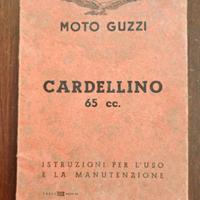 MOTO GUZZI
CARDELLINO
65 cc.
ISTRUZIONI PER L'USO
E LA MANUTENZIONE